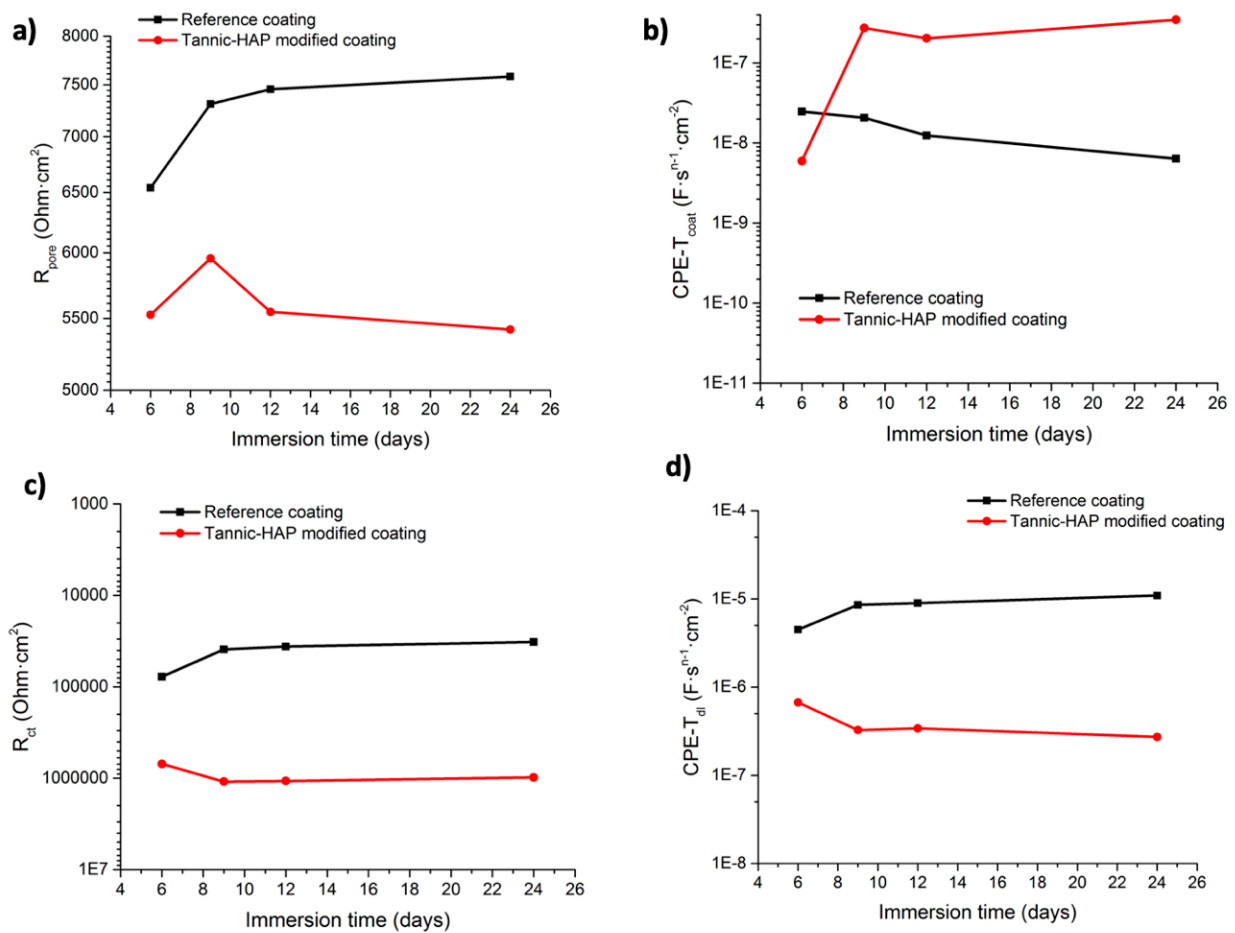 a)
Reference coating
Tannic-HAP modified coating
8000
7500
7000
6500
6000
5500
5000
R_pore (Ohm·cm²)
4 6 8 10 12 14 16 18 20 22 24 26
Immersion time (days)
b)
1E-7
1E-8
1E-9
1E-10
1E-11
CPE-T_coat (F·s^n-1·cm^-2)
Reference coating
Tannic-HAP modified coating
4 6 8 10 12 14 16 18 20 22 24 26
Immersion time (days)
c)
Reference coating
Tannic-HAP modified coating
1000
10000
100000
1000000
1E7
R_ct (Ohm·cm²)
4 6 8 10 12 14 16 18 20 22 24 26
Immersion time (days)
d)
Reference coating
Tannic-HAP modified coating
1E-4
1E-5
1E-6
1E-7
1E-8
CPE-T_dl (F·s^n-1·cm^-2)
4 6 8 10 12 14 16 18 20 22 24 26
Immersion time (days)